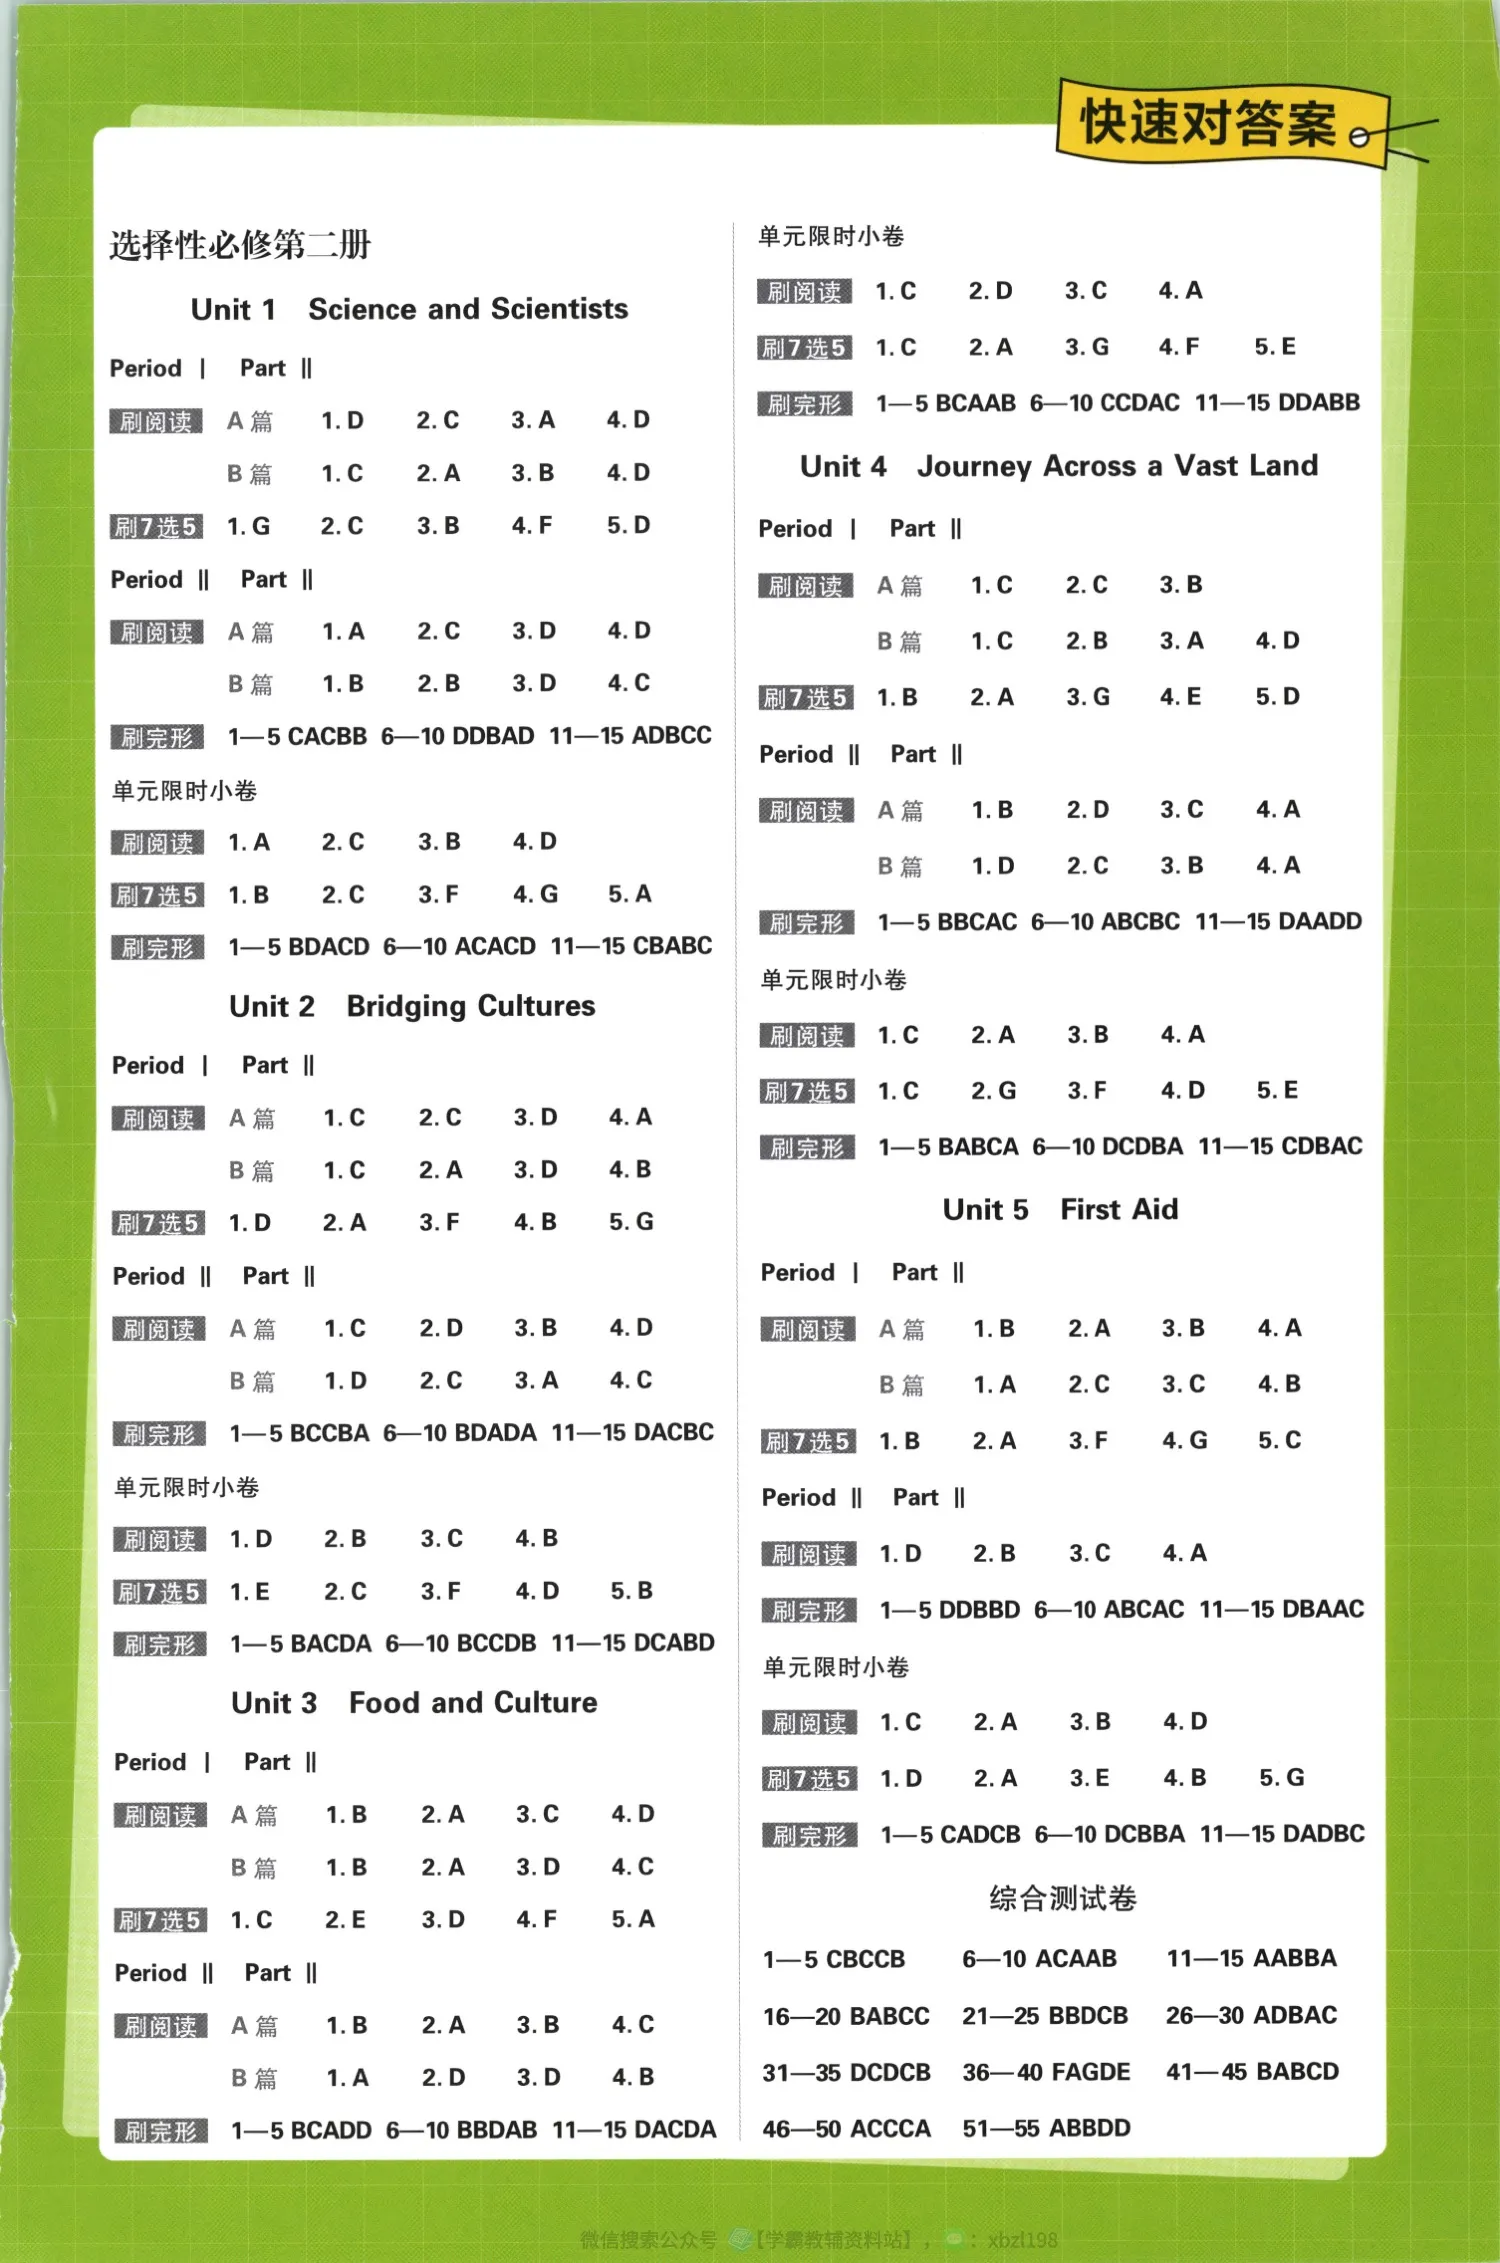 快速对答案
选择性必修第二册
Unit 1 Science and Scientists
Period Ⅰ Part Ⅱ
刷阅读 A篇 1. D 2. C 3. A 4. D
B篇 1. C 2. A 3. B 4. D
刷7选5 1. G 2. C 3. B 4. F 5. D
Period Ⅱ Part Ⅱ
刷阅读 A篇 1. A 2. C 3. D 4. D
B篇 1. B 2. B 3. D 4. C
刷完形 1—5 CACBB 6—10 DDBAD 11—15 ADBCC
单元限时小卷
刷阅读 1. A 2. C 3. B 4. D
刷7选5 1. B 2. C 3. F 4. G 5. A
刷完形 1—5 BDACD 6—10 ACACD 11—15 CBABC
Unit 2 Bridging Cultures
Period Ⅰ Part Ⅱ
刷阅读 A篇 1. C 2. C 3. D 4. A
B篇 1. C 2. A 3. D 4. B
刷7选5 1. D 2. A 3. F 4. B 5. G
Period Ⅱ Part Ⅱ
刷阅读 A篇 1. C 2. D 3. B 4. D
B篇 1. D 2. C 3. A 4. C
刷完形 1—5 BCCBA 6—10 BDADA 11—15 DACBC
单元限时小卷
刷阅读 1. D 2. B 3. C 4. B
刷7选5 1. E 2. C 3. F 4. D 5. B
刷完形 1—5 BACDA 6—10 BCCDB 11—15 DCABD
Unit 3 Food and Culture
Period Ⅰ Part Ⅱ
刷阅读 A篇 1. B 2. A 3. C 4. D
B篇 1. B 2. A 3. D 4. C
刷7选5 1. C 2. E 3. D 4. F 5. A
Period Ⅱ Part Ⅱ
刷阅读 A篇 1. B 2. A 3. B 4. C
B篇 1. A 2. D 3. D 4. B
刷完形 1—5 BCADD 6—10 BBDAB 11—15 DACDA
单元限时小卷
刷阅读 1. C 2. D 3. C 4. A
刷7选5 1. C 2. A 3. G 4. F 5. E
刷完形 1—5 BCAAB 6—10 CCDAC 11—15 DDABB
Unit 4 Journey Across a Vast Land
Period Ⅰ Part Ⅱ
刷阅读 A篇 1. C 2. C 3. B
B篇 1. C 2. B 3. A 4. D
刷7选5 1. B 2. A 3. G 4. E 5. D
Period Ⅱ Part Ⅱ
刷阅读 A篇 1. B 2. D 3. C 4. A
B篇 1. D 2. C 3. B 4. A
刷完形 1—5 BBCAC 6—10 ABCBC 11—15 DAADD
单元限时小卷
刷阅读 1. C 2. A 3. B 4. A
刷7选5 1. C 2. G 3. F 4. D 5. E
刷完形 1—5 BABCA 6—10 DCDBA 11—15 CDBAC
Unit 5 First Aid
Period Ⅰ Part Ⅱ
刷阅读 A篇 1. B 2. A 3. B 4. A
B篇 1. A 2. C 3. C 4. B
刷7选5 1. B 2. A 3. F 4. G 5. C
Period Ⅱ Part Ⅱ
刷阅读 1. D 2. B 3. C 4. A
刷完形 1—5 DDBBD 6—10 ABCAC 11—15 DBAAC
单元限时小卷
刷阅读 1. C 2. A 3. B 4. D
刷7选5 1. D 2. A 3. E 4. B 5. G
刷完形 1—5 CADCB 6—10 DCBBA 11—15 DADBC
综合测试卷
1—5 CBCCB 6—10 ACAAB 11—15 AABBA
16—20 BABCC 21—25 BBDCB 26—30 ADBAC
31—35 DCDCB 36—40 FAGDE 41—45 BABCD
46—50 ACCCA 51—55 ABBDD
微信搜索公众号 【学霸教辅资料站】, : xbzl198